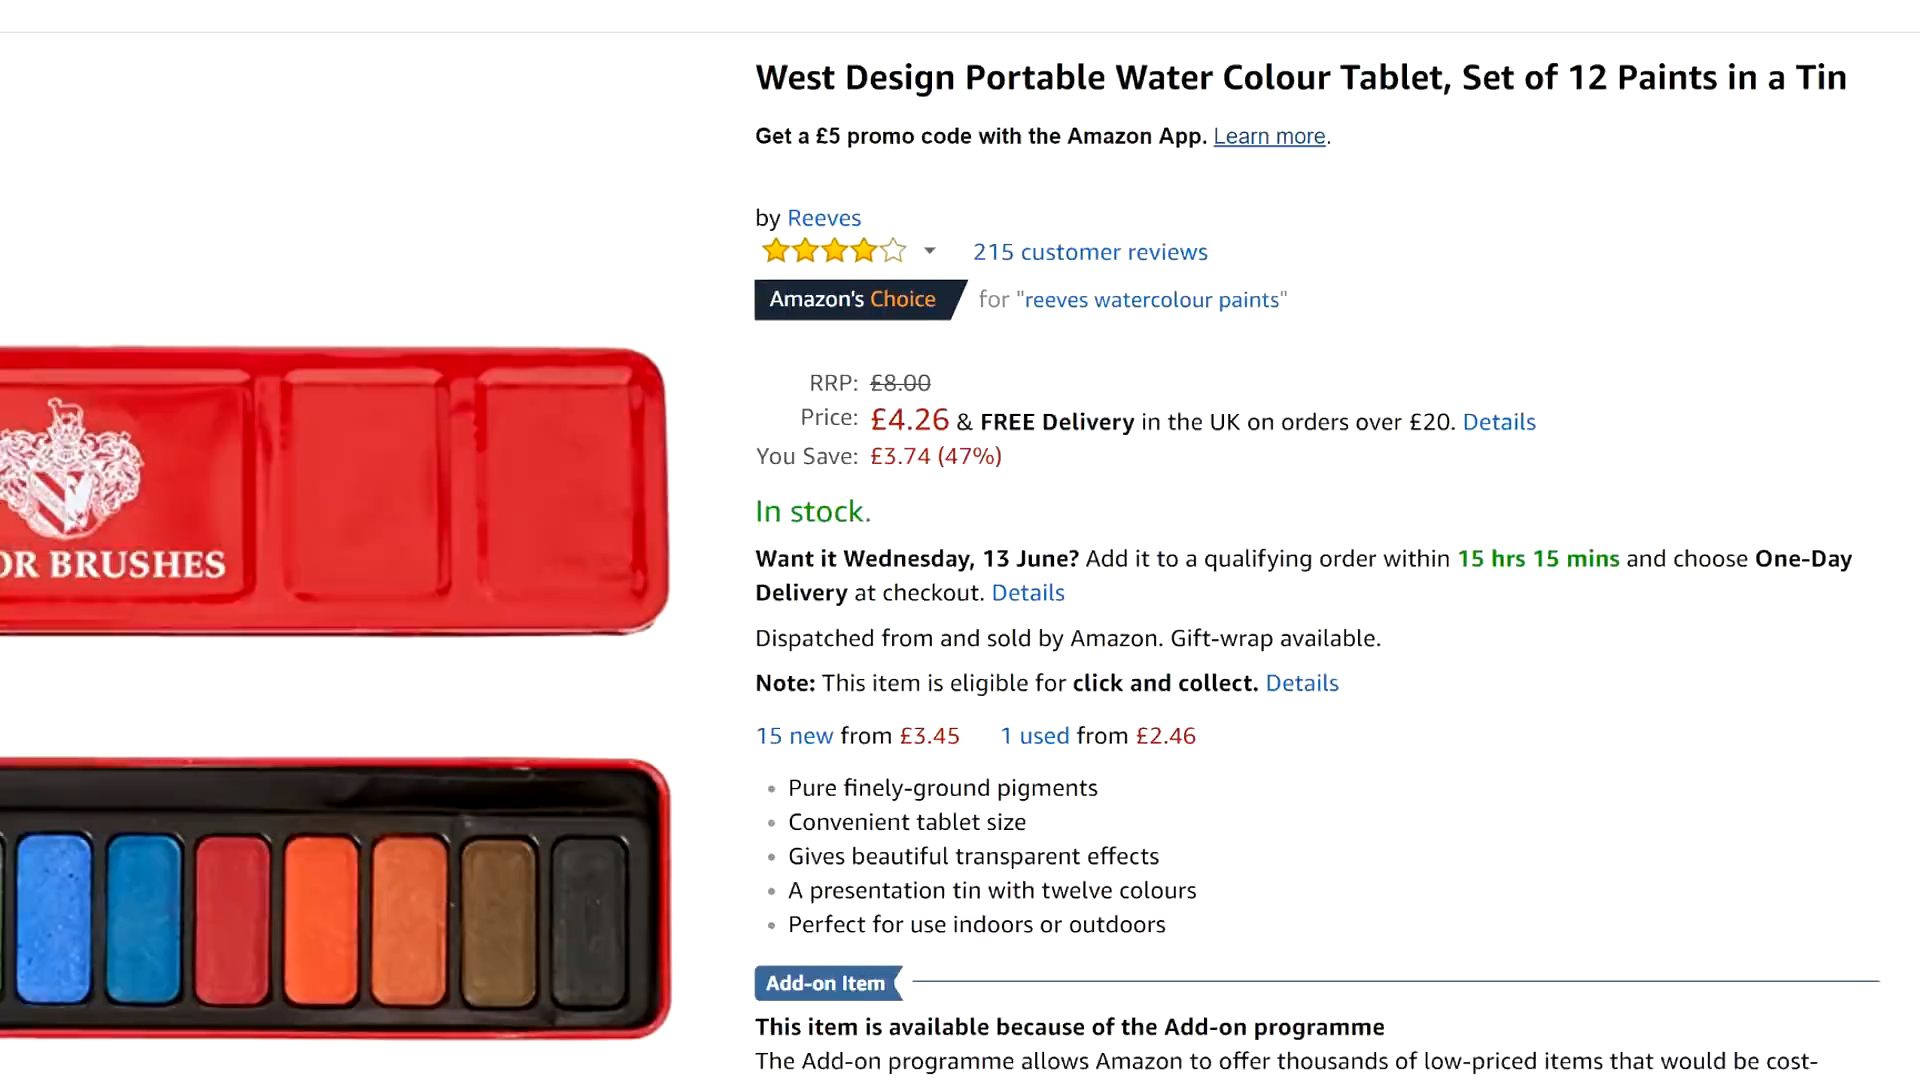 West Design Portable Water Colour Tablet, Set of 12 Paints in a Tin
Get a £5 promo code with the Amazon App. Learn more.
by Reeves
215 customer reviews
Amazon's Choice for "reeves watercolour paints"
RRP: £8.00
Price: £4.26 & FREE Delivery in the UK on orders over £20. Details
You Save: £3.74 (47%)
In stock.
Want it Wednesday, 13 June? Add it to a qualifying order within 15 hrs 15 mins and choose One-Day
Delivery at checkout. Details
Dispatched from and sold by Amazon. Gift-wrap available.
Note: This item is eligible for click and collect. Details
15 new from £3.45 1 used from £2.46
• Pure finely-ground pigments
• Convenient tablet size
• Gives beautiful transparent effects
• A presentation tin with twelve colours
• Perfect for use indoors or outdoors
Add-on Item
This item is available because of the Add-on programme
The Add-on programme allows Amazon to offer thousands of low-priced items that would be cost-
OR BRUSHES